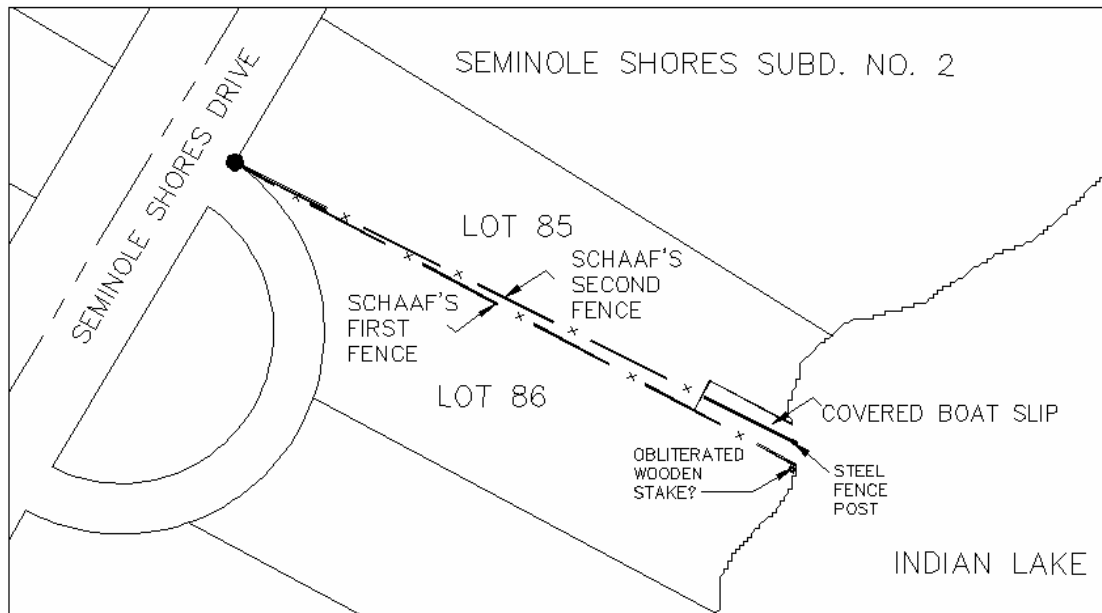 SEMINOLE SHORES SUBD. NO. 2
SEMINOLE SHORES DRIVE
LOT 85
SCHAAF'S
SECOND
FENCE
SCHAAF'S
FIRST
FENCE
LOT 86
COVERED BOAT SLIP
OBLITERATED
WOODEN
STAKE?
STEEL
FENCE
POST
INDIAN LAKE